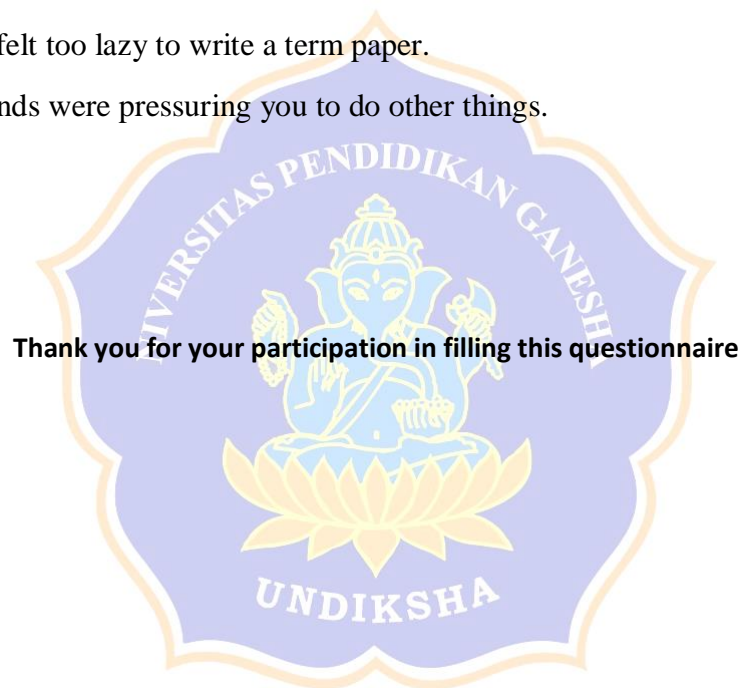 felt too lazy to write a term paper.
nds were pressuring you to do other things.
NIVERSITAS PENDIDIKAN GANESHA
Thank you for your participation in filling this questionnaire
UNDIKSHA